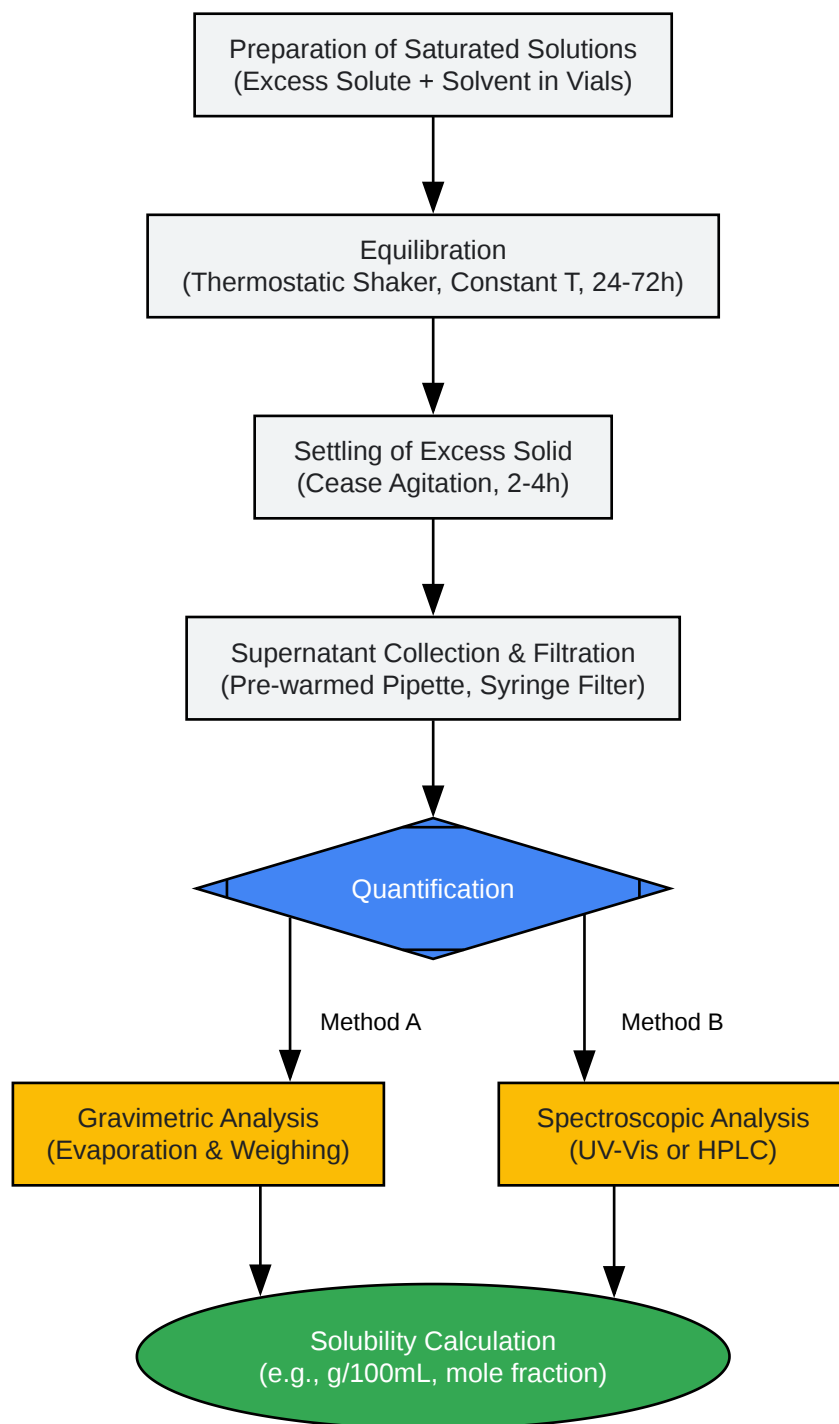 Preparation of Saturated Solutions
(Excess Solute + Solvent in Vials)
Equilibration
(Thermostatic Shaker, Constant T, 24-72h)
Settling of Excess Solid
(Cease Agitation, 2-4h)
Supernatant Collection & Filtration
(Pre-warmed Pipette, Syringe Filter)
Quantification
Method A
Method B
Gravimetric Analysis
(Evaporation & Weighing)
Spectroscopic Analysis
(UV-Vis or HPLC)
Solubility Calculation
(e.g., g/100mL, mole fraction)